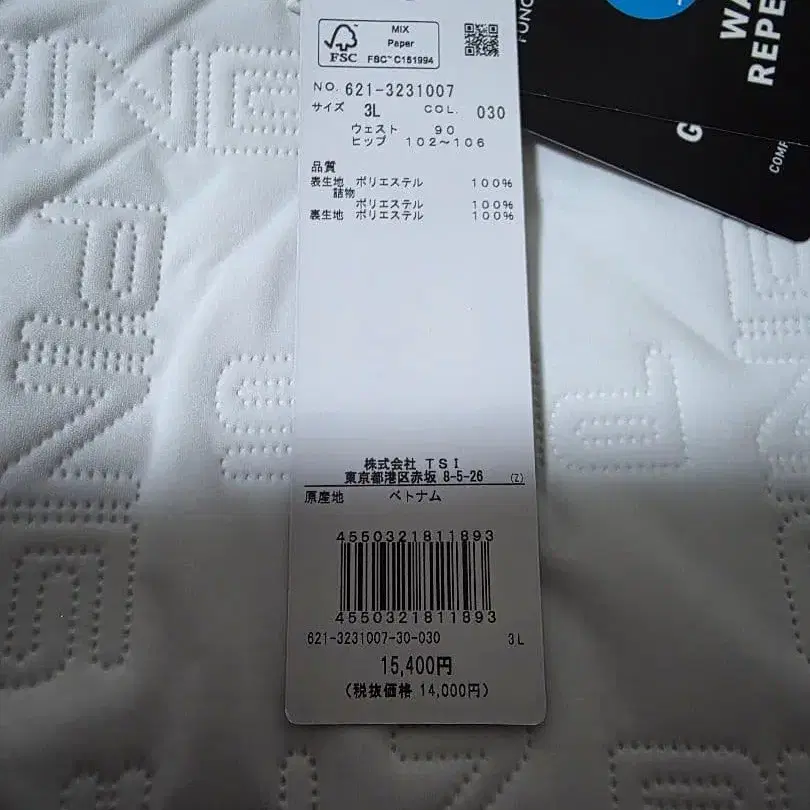 MIX
Paper
FSC
FSC™ C151994
NO. 621-3231007
サイズ 3L COL. 030
ウェスト 90
ヒップ 102〜106
品質
表生地 ポリエステル 100%
詰物
ポリエステル 100%
裏生地 ポリエステル 100%
株式会社 TSI
東京都港区赤坂 8-5-26 (Z)
原産地 ベトナム
4550321811893
4550321811893
621-3231007-30-030 3L
15,400円
(税抜価格 14,000円)
PING
PING